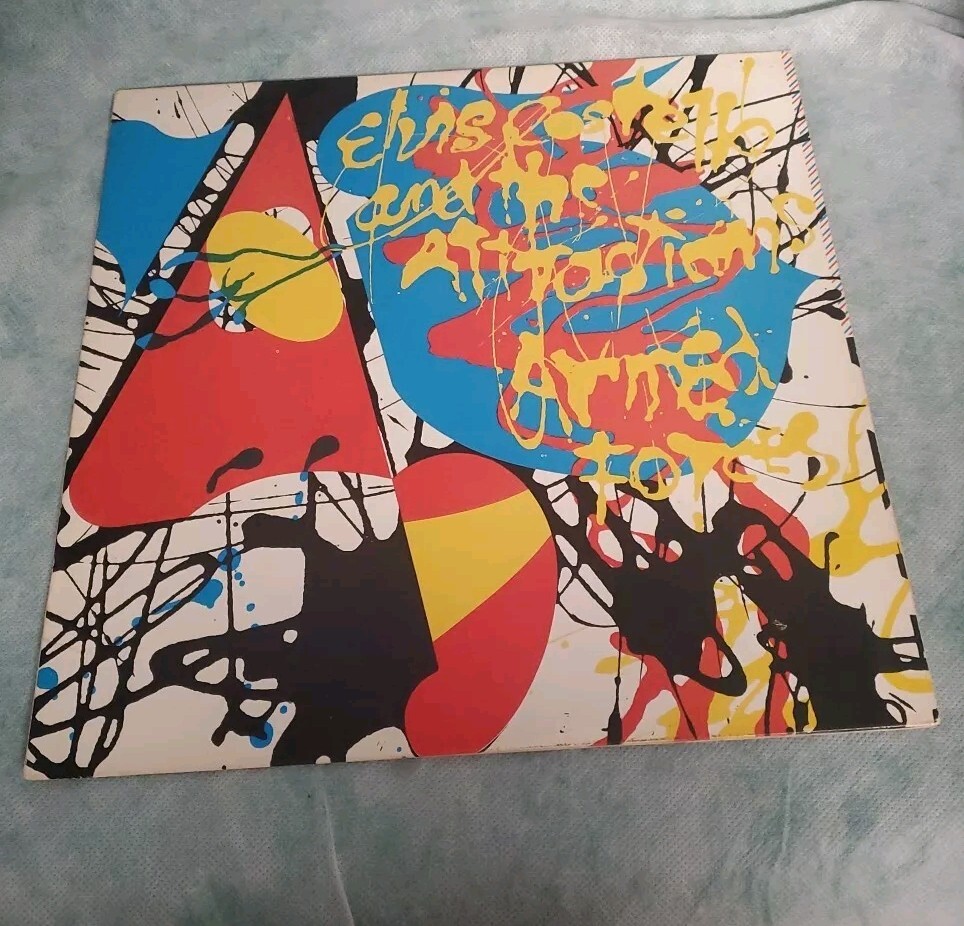 Elvis Costello
and the
Attractions
Armed
forces